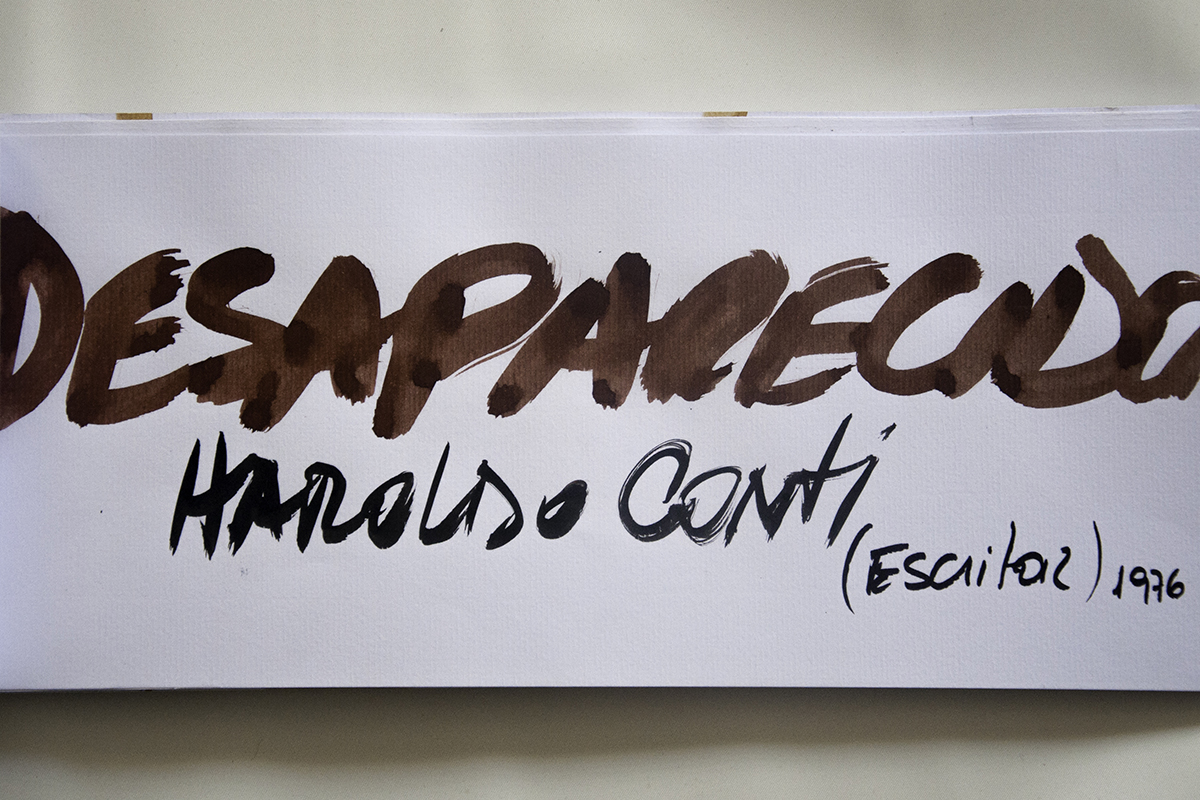 DESAPARECIDO
HAROLDO CONTI
(ESCRITOR) 1976